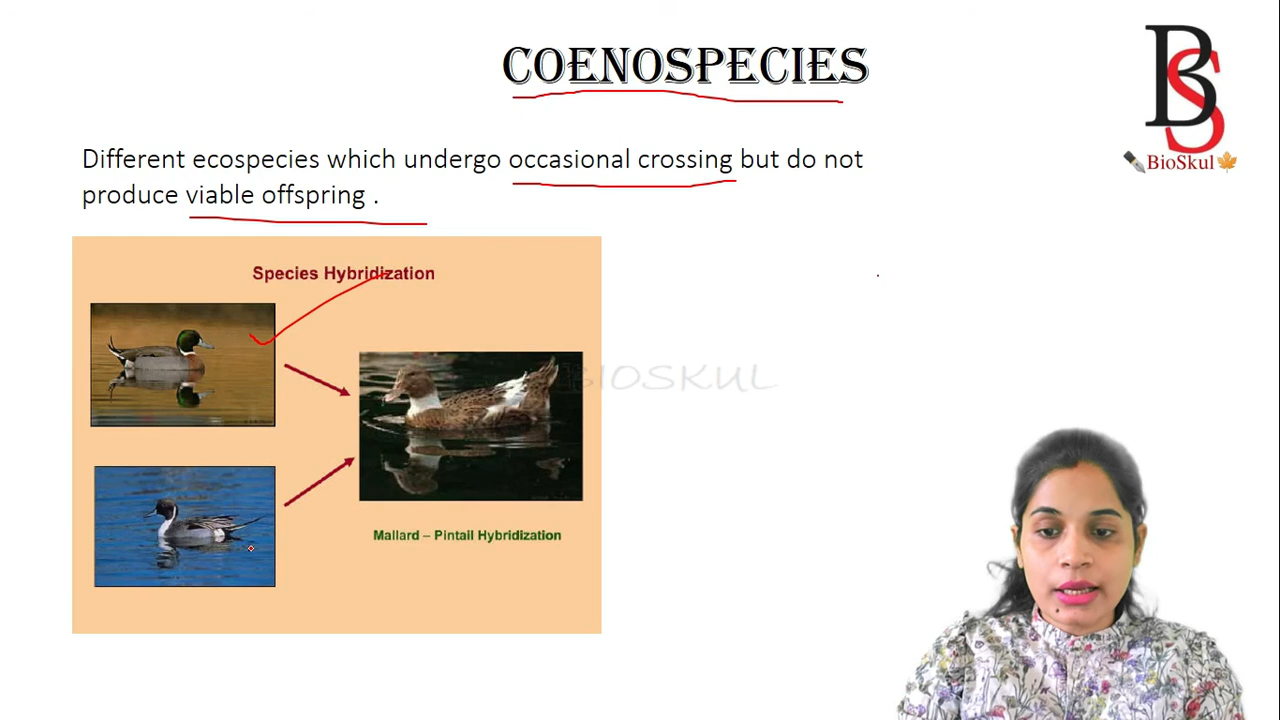 COENOSPECIES
BS
BioSkul
Different ecospecies which undergo occasional crossing but do not
produce viable offspring .
Species Hybridization
BIOSKUL
Mallard – Pintail Hybridization